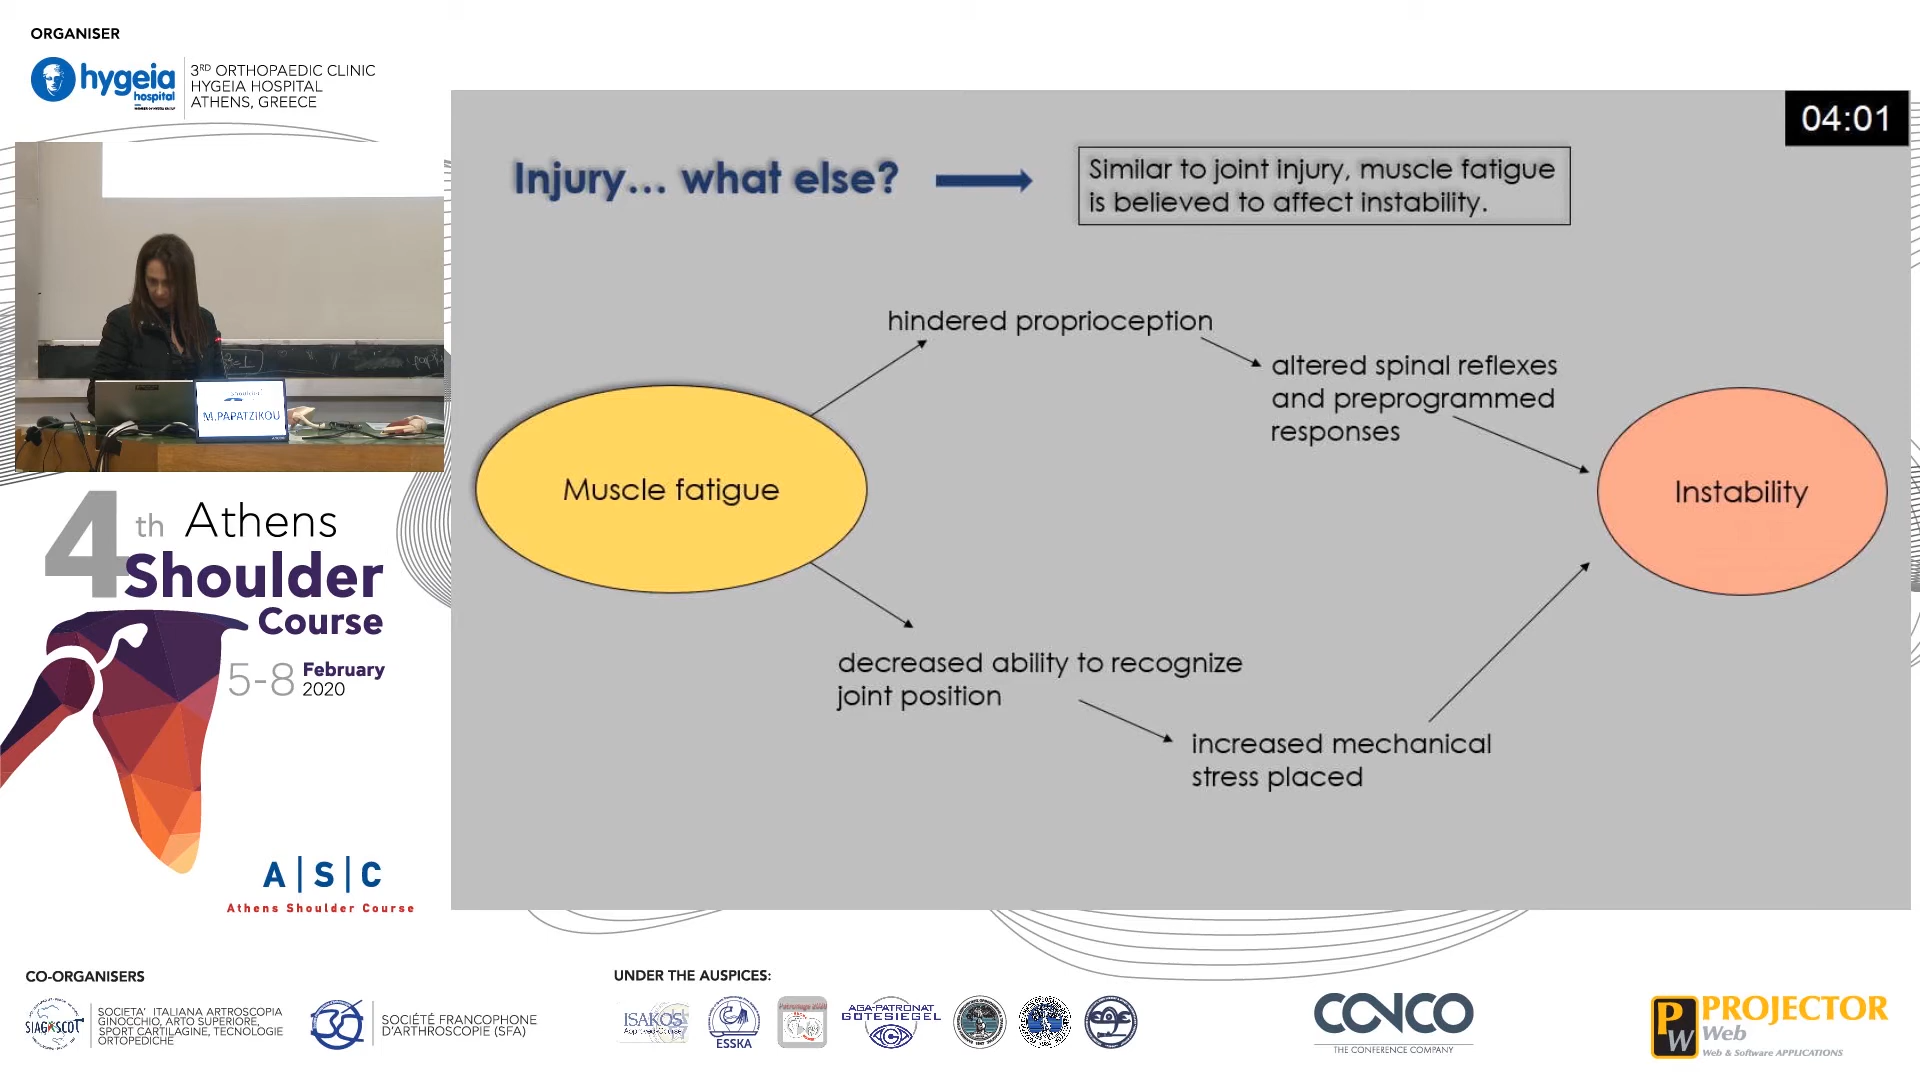 ORGANISER
hygeia
hospital
3RD ORTHOPAEDIC CLINIC
HYGEIA HOSPITAL
ATHENS, GREECE
04:01
Injury... what else?
Similar to joint injury, muscle fatigue
is believed to affect instability.
hindered proprioception
altered spinal reflexes
and preprogrammed
responses
Muscle fatigue
Instability
decreased ability to recognize
joint position
increased mechanical
stress placed
M.PAPATZIKOU
4th Athens
Shoulder
Course
5-8 February
2020
A|S|C
Athens Shoulder Course
CO-ORGANISERS
SIAGASCOT
SOCIETA' ITALIANA ARTROSCOPIA
GINOCCHIO, ARTO SUPERIORE,
SPORT CARTILAGINE, TECNOLOGIE
ORTOPEDICHE
SOCIÉTÉ FRANCOPHONE
D'ARTHROSCOPIE (SFA)
UNDER THE AUSPICES:
ISAKOS
ESSKA
AGA-PATRONAT
GÜTESIEGEL
CONCO
THE CONFERENCE COMPANY
PW
PROJECTOR
Web
Web & Software APPLICATIONS